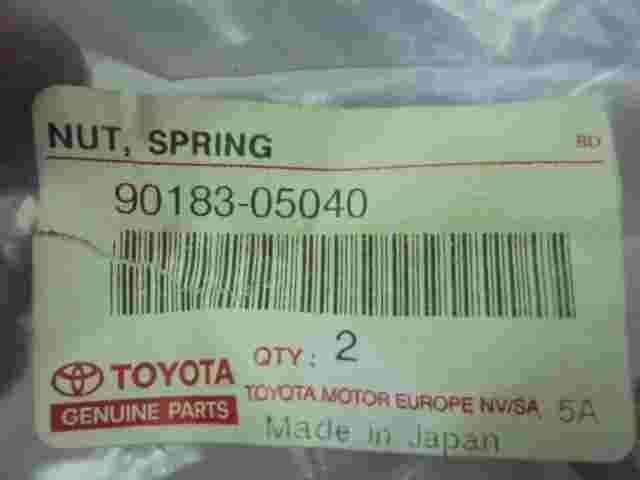 NUT, SPRING BD
90183-05040
QTY: 2
TOYOTA
GENUINE PARTS
TOYOTA MOTOR EUROPE NV/SA 5A
Made in Japan